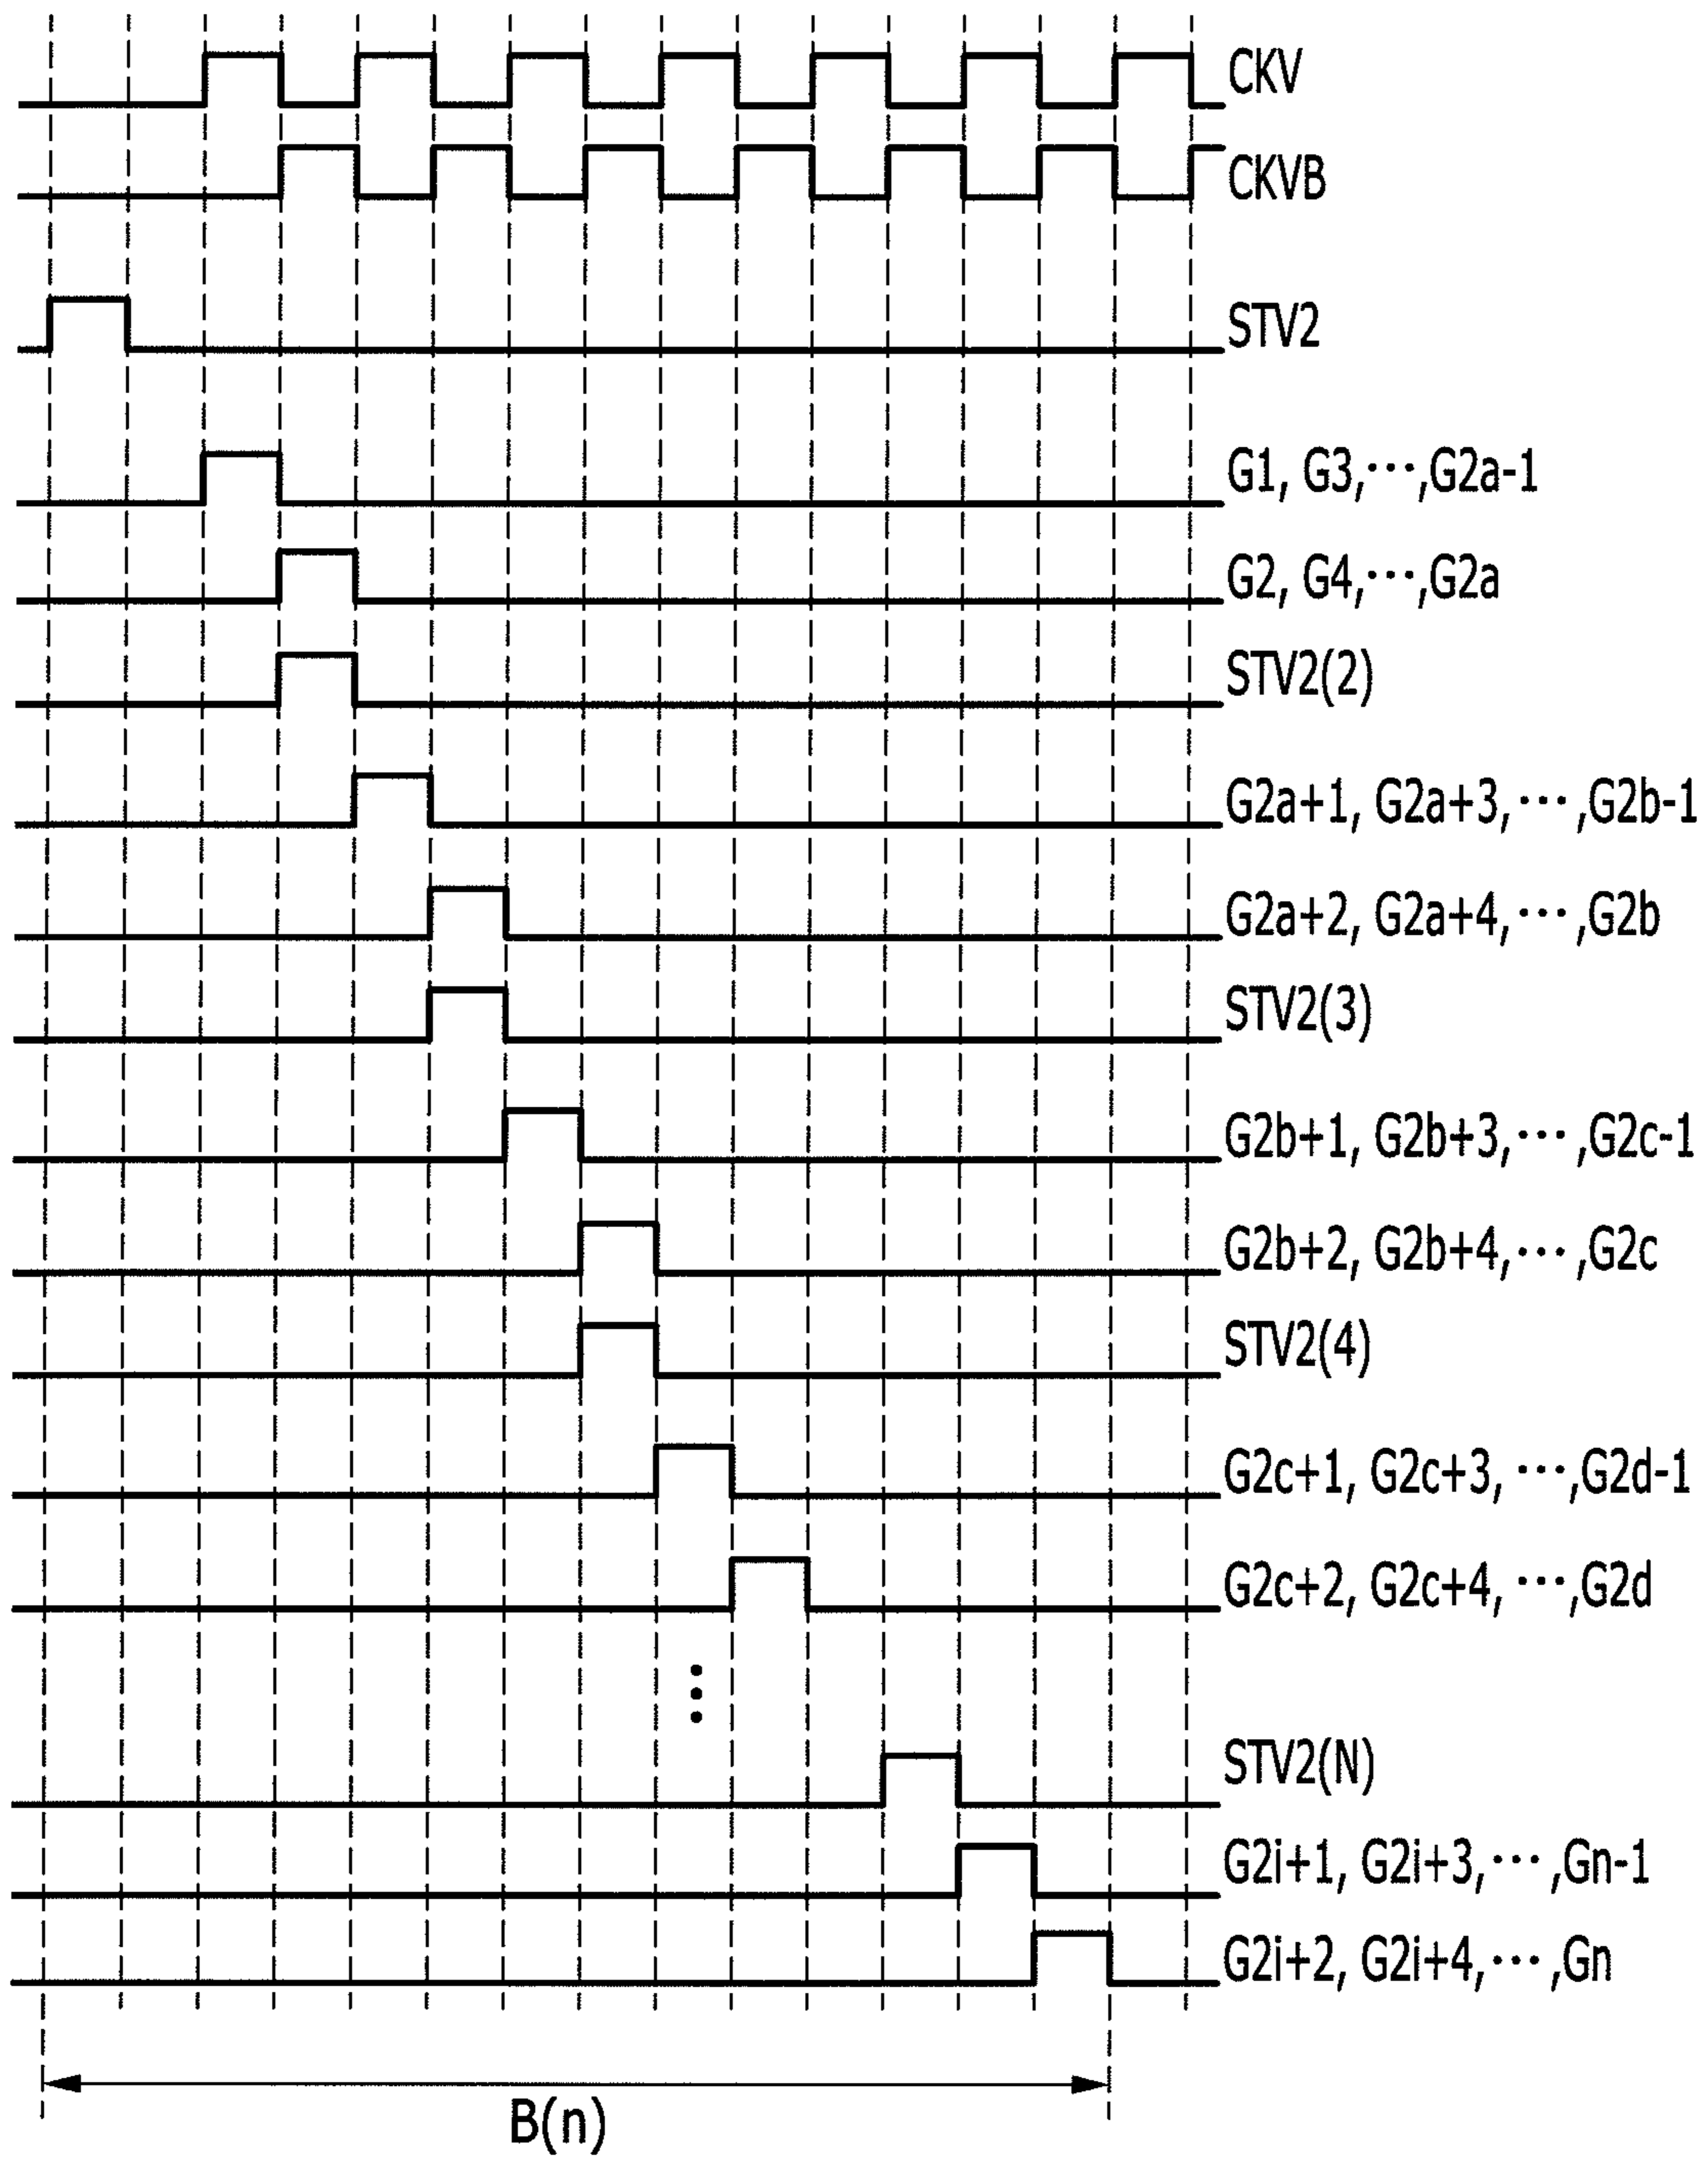 CKV
CKVB
STV2
G1, G3,···,G2a-1
G2, G4,···,G2a
STV2(2)
G2a+1, G2a+3, ··· ,G2b-1
G2a+2, G2a+4, ··· ,G2b
STV2(3)
G2b+1, G2b+3,··· ,G2c-1
G2b+2, G2b+4,··· ,G2c
STV2(4)
G2c+1, G2c+3, ···,G2d-1
G2c+2, G2c+4, ···,G2d
STV2(N)
G2i+1, G2i+3,··· ,Gn-1
G2i+2, G2i+4,··· ,Gn
B(n)